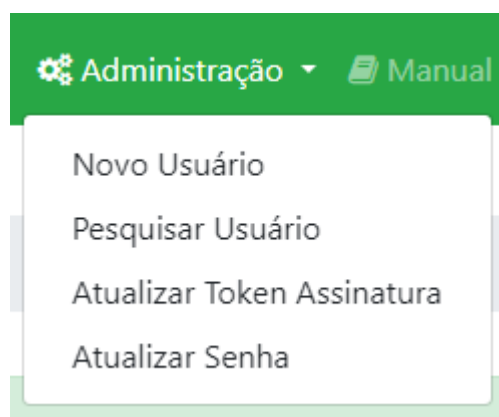 Administração Manual
Novo Usuário
Pesquisar Usuário
Atualizar Token Assinatura
Atualizar Senha